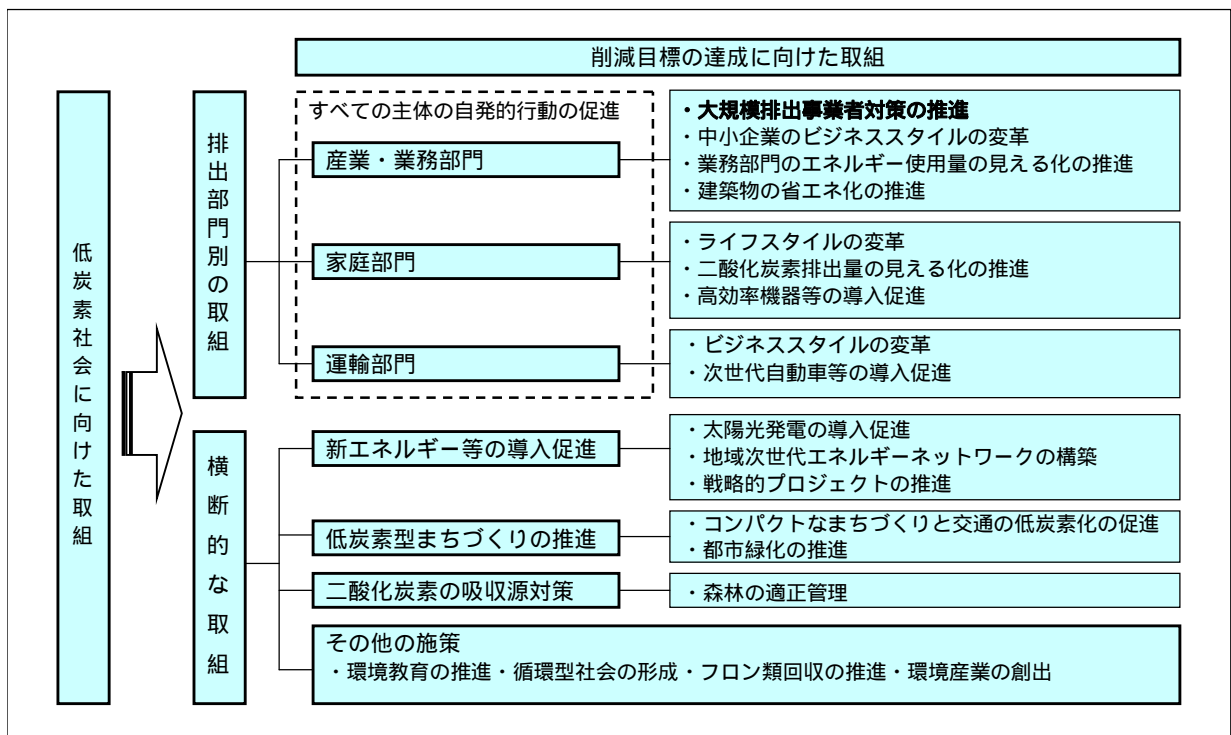 削減目標の達成に向けた取組
低炭素社会に向けた取組
排出部門別の取組
すべての主体の自発的行動の促進
産業・業務部門
・大規模排出事業者対策の推進
・中小企業のビジネススタイルの変革
・業務部門のエネルギー使用量の見える化の推進
・建築物の省エネ化の推進
家庭部門
・ライフスタイルの変革
・二酸化炭素排出量の見える化の推進
・高効率機器等の導入促進
運輸部門
・ビジネススタイルの変革
・次世代自動車等の導入促進
横断的な取組
新エネルギー等の導入促進
・太陽光発電の導入促進
・地域次世代エネルギーネットワークの構築
・戦略的プロジェクトの推進
低炭素型まちづくりの推進
・コンパクトなまちづくりと交通の低炭素化の促進
・都市緑化の推進
二酸化炭素の吸収源対策
・森林の適正管理
その他の施策
・環境教育の推進・循環型社会の形成・フロン類回収の推進・環境産業の創出